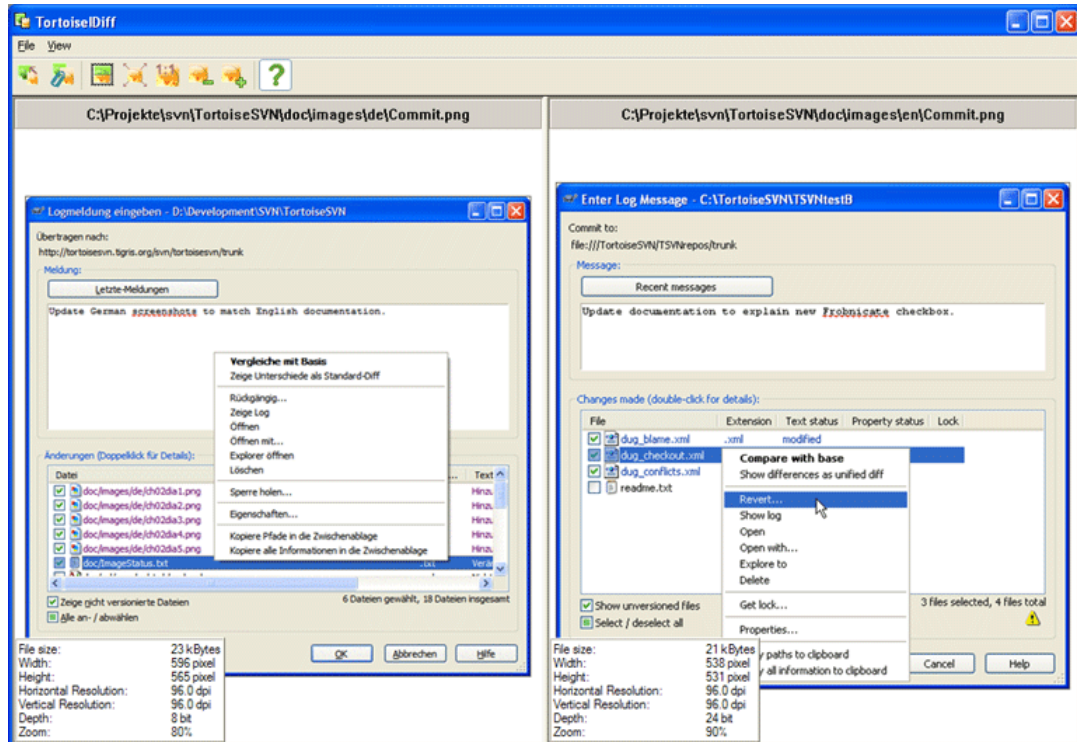 TortoiseIDiff
File View
C:\Projekte\svn\TortoiseSVN\doc\images\de\Commit.png
Logmeldung eingeben - D:\Development\SVN\TortoiseSVN
Übertragen nach:
http://tortoisesvn.tigris.org/svn/tortoisesvn/trunk
Meldung:
Letzte-Meldungen
Update German screenshots to match English documentation.
Vergleiche mit Basis
Zeige Unterschiede als Standard-Diff
Rückgängig...
Zeige Log
Öffnen
Öffnen mit...
Explorer öffnen
Löschen
Sperre holen...
Eigenschaften...
Kopiere Pfade in die Zwischenablage
Kopiere alle Informationen in die Zwischenablage
Änderungen (Doppelklick für Details):
Datei ... Text
doc/images/de/ch02dia1.png Hinzu
doc/images/de/ch02dia2.png Hinzu
doc/images/de/ch02dia3.png Hinzu
doc/images/de/ch02dia4.png Hinzu
doc/images/de/ch02dia5.png Hinzu
doc/ImageStatus.txt .txt Verä
Zeige nicht versionierte Dateien
6 Dateien gewählt, 18 Dateien insgesamt
Alle an- / abwählen
OK Abbrechen Hilfe
File size: 23 kBytes
Width: 596 pixel
Height: 565 pixel
Horizontal Resolution: 96.0 dpi
Vertical Resolution: 96.0 dpi
Depth: 8 bit
Zoom: 80%
C:\Projekte\svn\TortoiseSVN\doc\images\en\Commit.png
Enter Log Message - C:\TortoiseSVN\TSVNtestB
Commit to:
file:///TortoiseSVN/TSVNrepos/trunk
Message:
Recent messages
Update documentation to explain new Frobnicate checkbox.
Changes made (double-click for details):
File Extension Text status Property status Lock
dug_blame.xml .xml modified
dug_checkout.xml
dug_conflicts.xml
readme.txt
Compare with base
Show differences as unified diff
Revert...
Show log
Open
Open with...
Explore to
Delete
Get lock...
Properties...
y paths to clipboard
y all information to clipboard
Show unversioned files
3 files selected, 4 files total
Select / deselect all
Cancel Help
File size: 21 kBytes
Width: 538 pixel
Height: 531 pixel
Horizontal Resolution: 96.0 dpi
Vertical Resolution: 96.0 dpi
Depth: 24 bit
Zoom: 90%